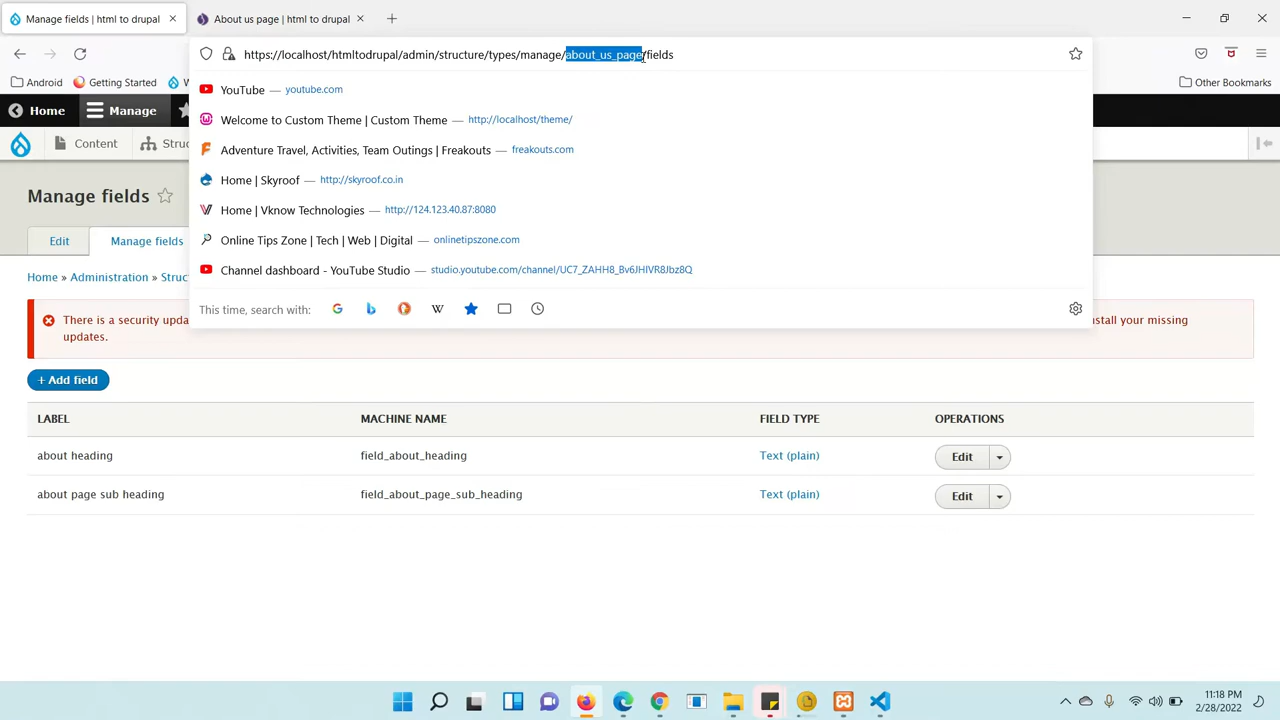 Manage fields | html to drupal
About us page | html to drupal
https://localhost/htmltodrupal/admin/structure/types/manage/about_us_page/fields
Android
Getting Started
Other Bookmarks
YouTube — youtube.com
Home
Manage
Welcome to Custom Theme | Custom Theme — http://localhost/theme/
Content
Struc
Adventure Travel, Activities, Team Outings | Freakouts — freakouts.com
Home | Skyroof — http://skyroof.co.in
Manage fields
Home | Vknow Technologies — http://124.123.40.87:8080
Edit
Manage fields
Online Tips Zone | Tech | Web | Digital — onlinetipszone.com
Home » Administration » Struc
Channel dashboard - YouTube Studio — studio.youtube.com/channel/UC7_ZAHH8_Bv6JHIVR8Jbz8Q
This time, search with:
There is a security upda
stall your missing
updates.
+ Add field
LABEL MACHINE NAME FIELD TYPE OPERATIONS
about heading field_about_heading Text (plain) Edit
about page sub heading field_about_page_sub_heading Text (plain) Edit
11:18 PM
2/28/2022